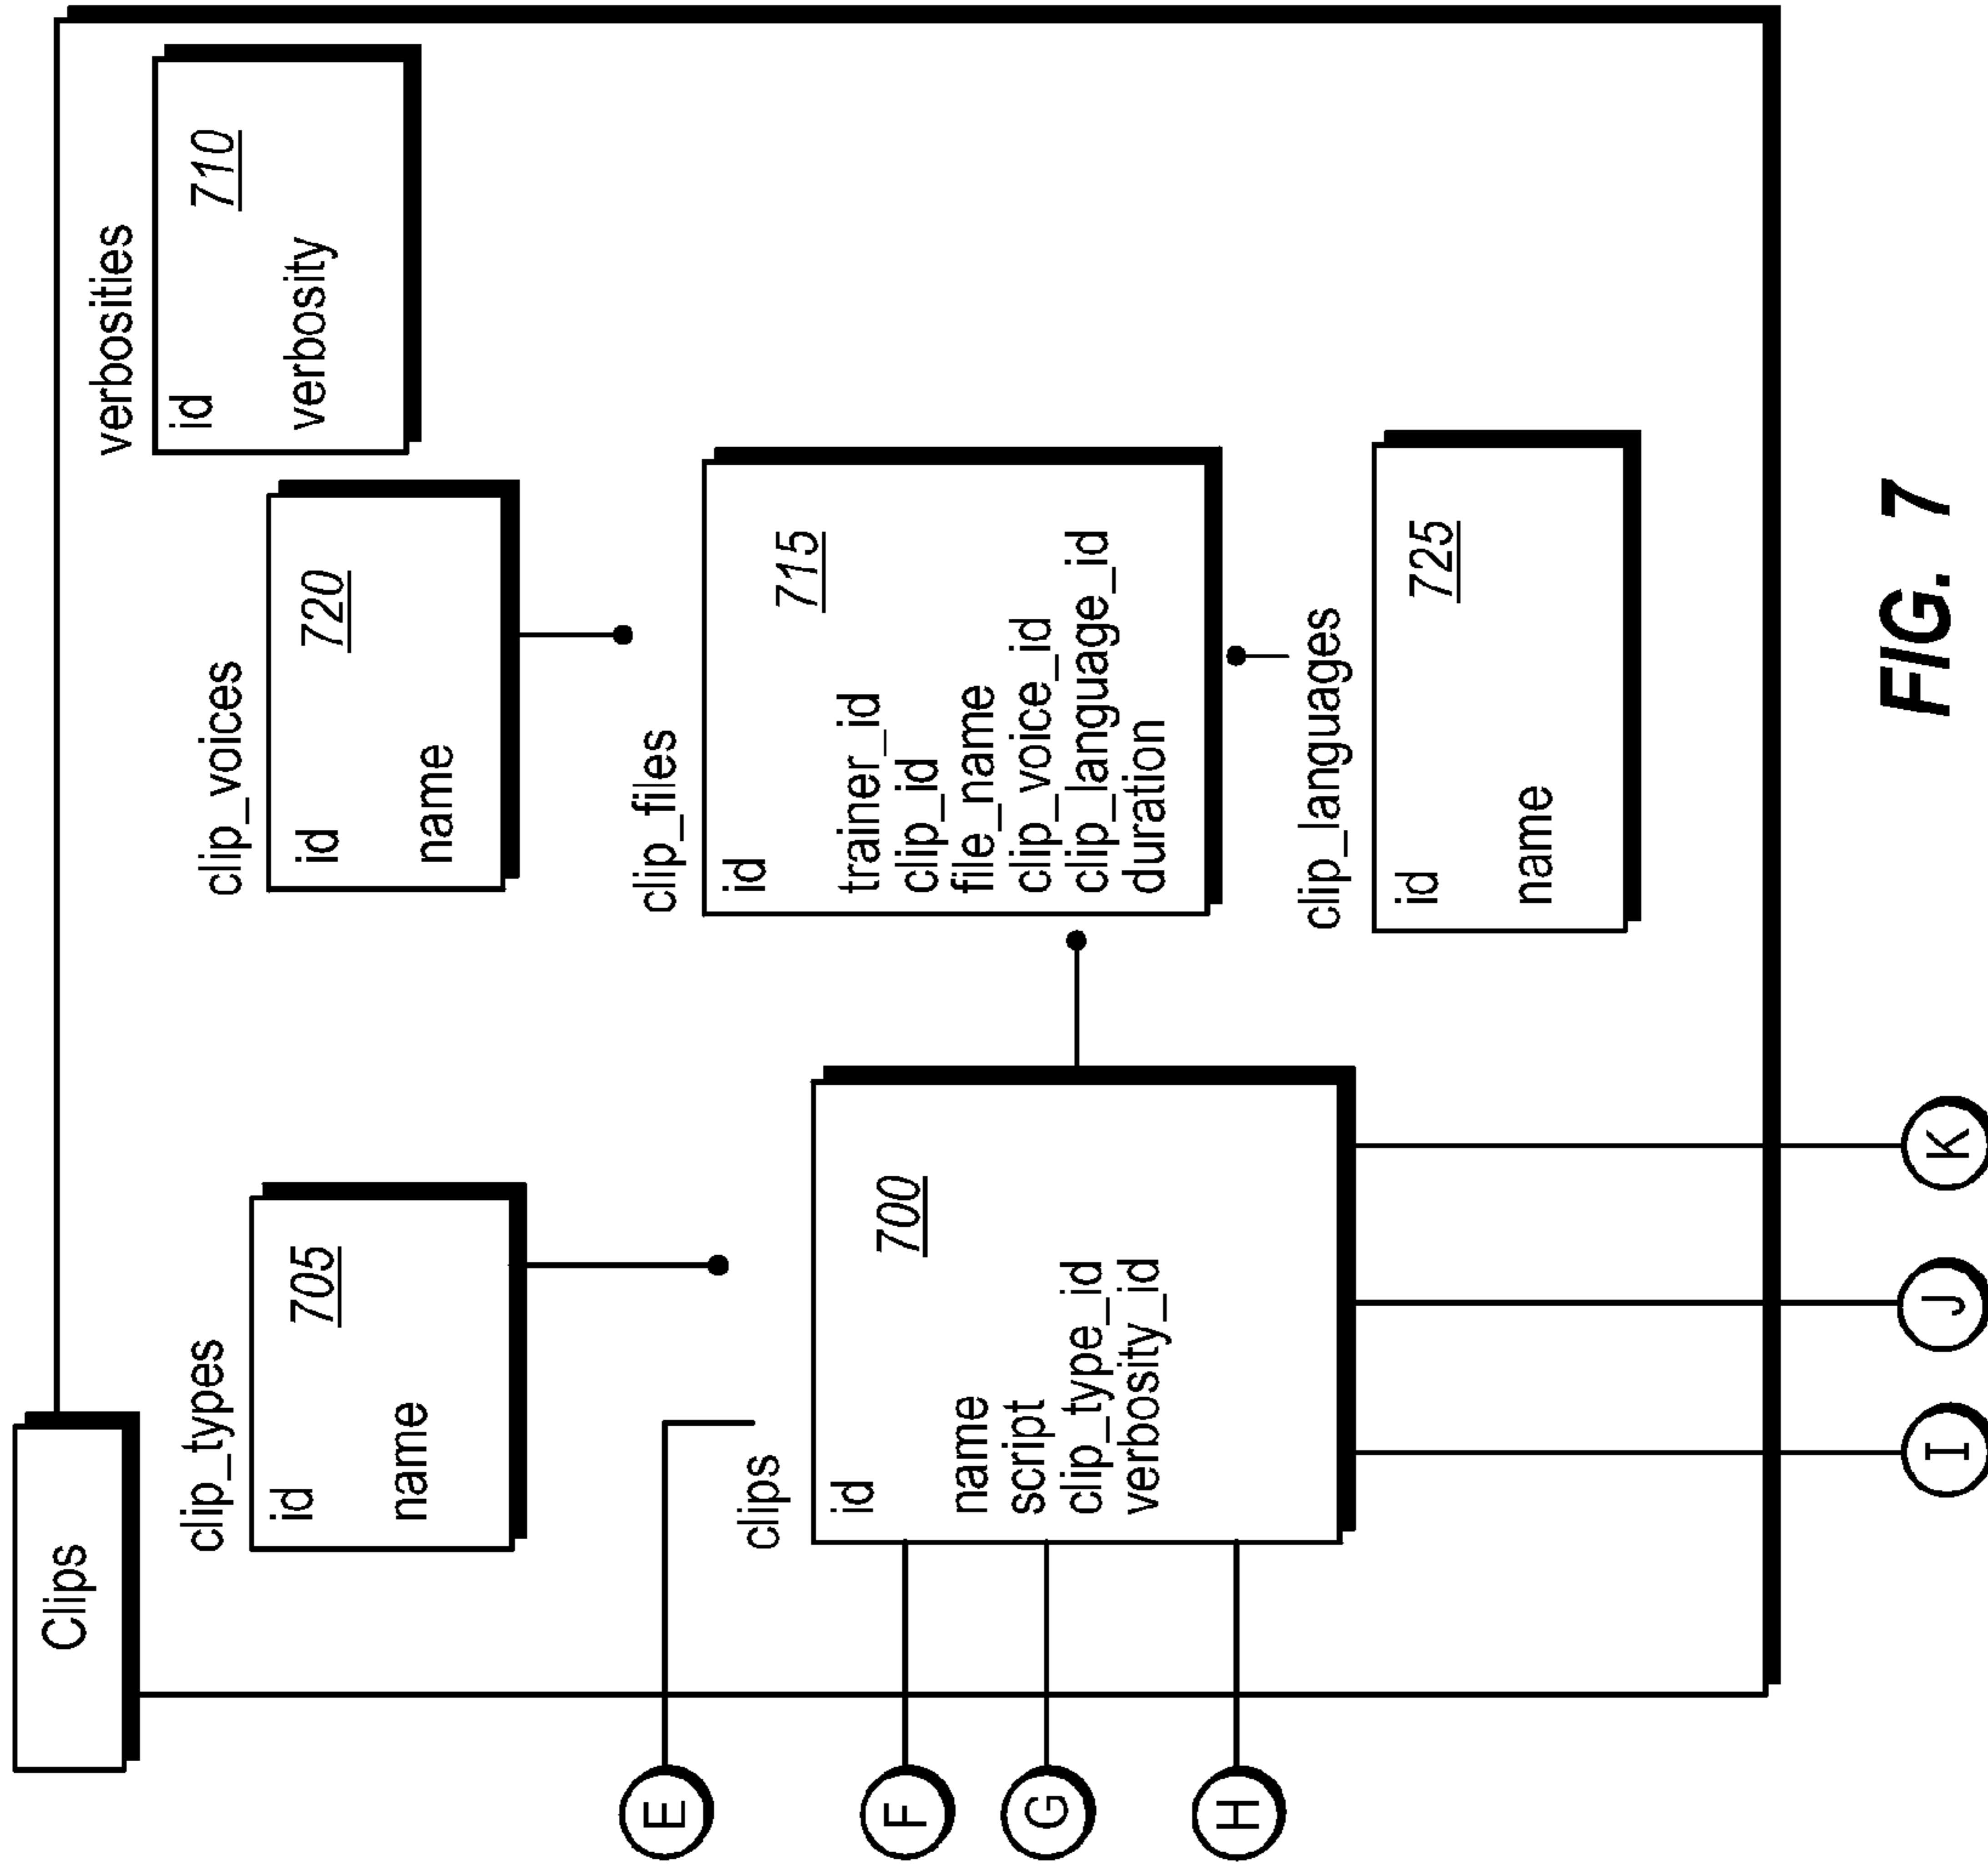 Clips
clip_types
id
705
name
clip_voices
id
720
name
verbosities
id
710
verbosity
E
clips
id
700
name
script
clip_type_id
verbosity_id
F
G
H
clip_files
id
715
trainer_id
clip_id
file_name
clip_voice_id
clip_language_id
duration
clip_languages
id
725
name
I
J
K
FIG. 7